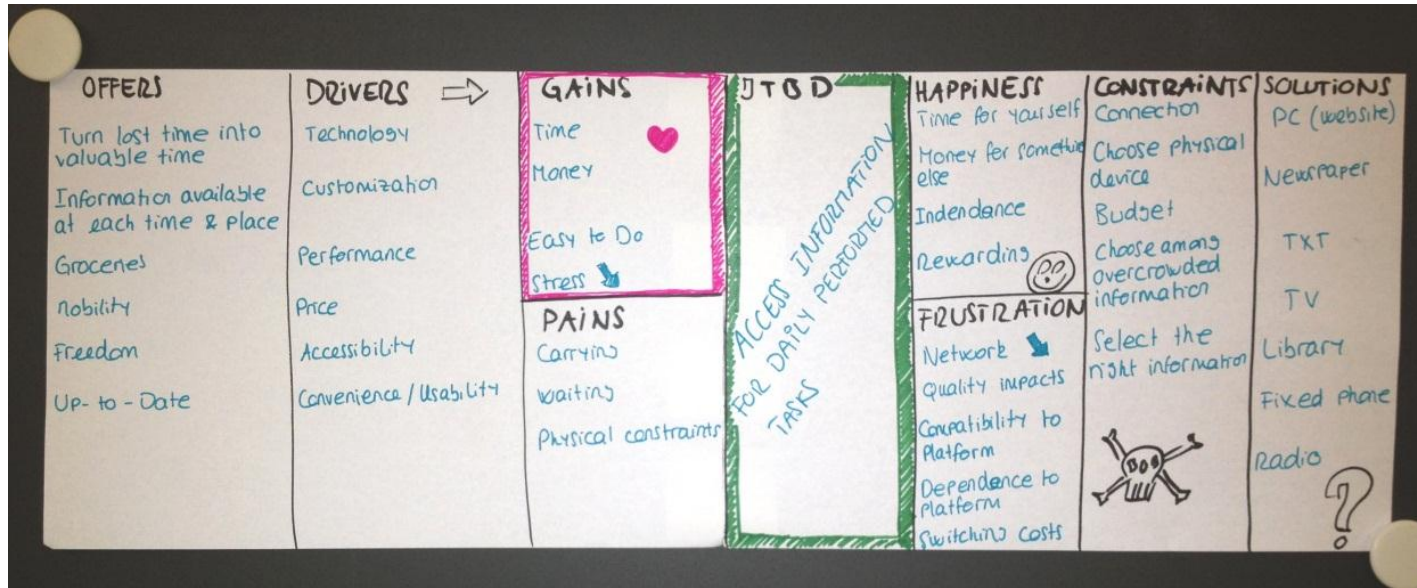 OFFERS
Turn lost time into
valuable time
Information available
at each time & place
Groceries
Mobility
Freedom
Up-to-Date
DRIVERS
Technology
Customization
Performance
Price
Accessibility
Convenience / Usability
GAINS
Time
Money
Easy to Do
Stress
PAINS
Carrying
Waiting
Physical constraints
JTBD
ACCESS INFORMATION
FOR DAILY PERFORMED
TASKS
HAPPINESS
Time for yourself
Money for somethi
else
Indendance
Rewarding
FRUSTRATION
Network
Quality impacts
Compatibility to
Platform
Dependance to
Platform
Switching costs
CONSTRAINTS
Connection
Choose physical
device
Budget
Choose among
overcrowded
information
Select the
right information
SOLUTIONS
PC (website)
Newspaper
TXT
TV
Library
Fixed phone
Radio
?